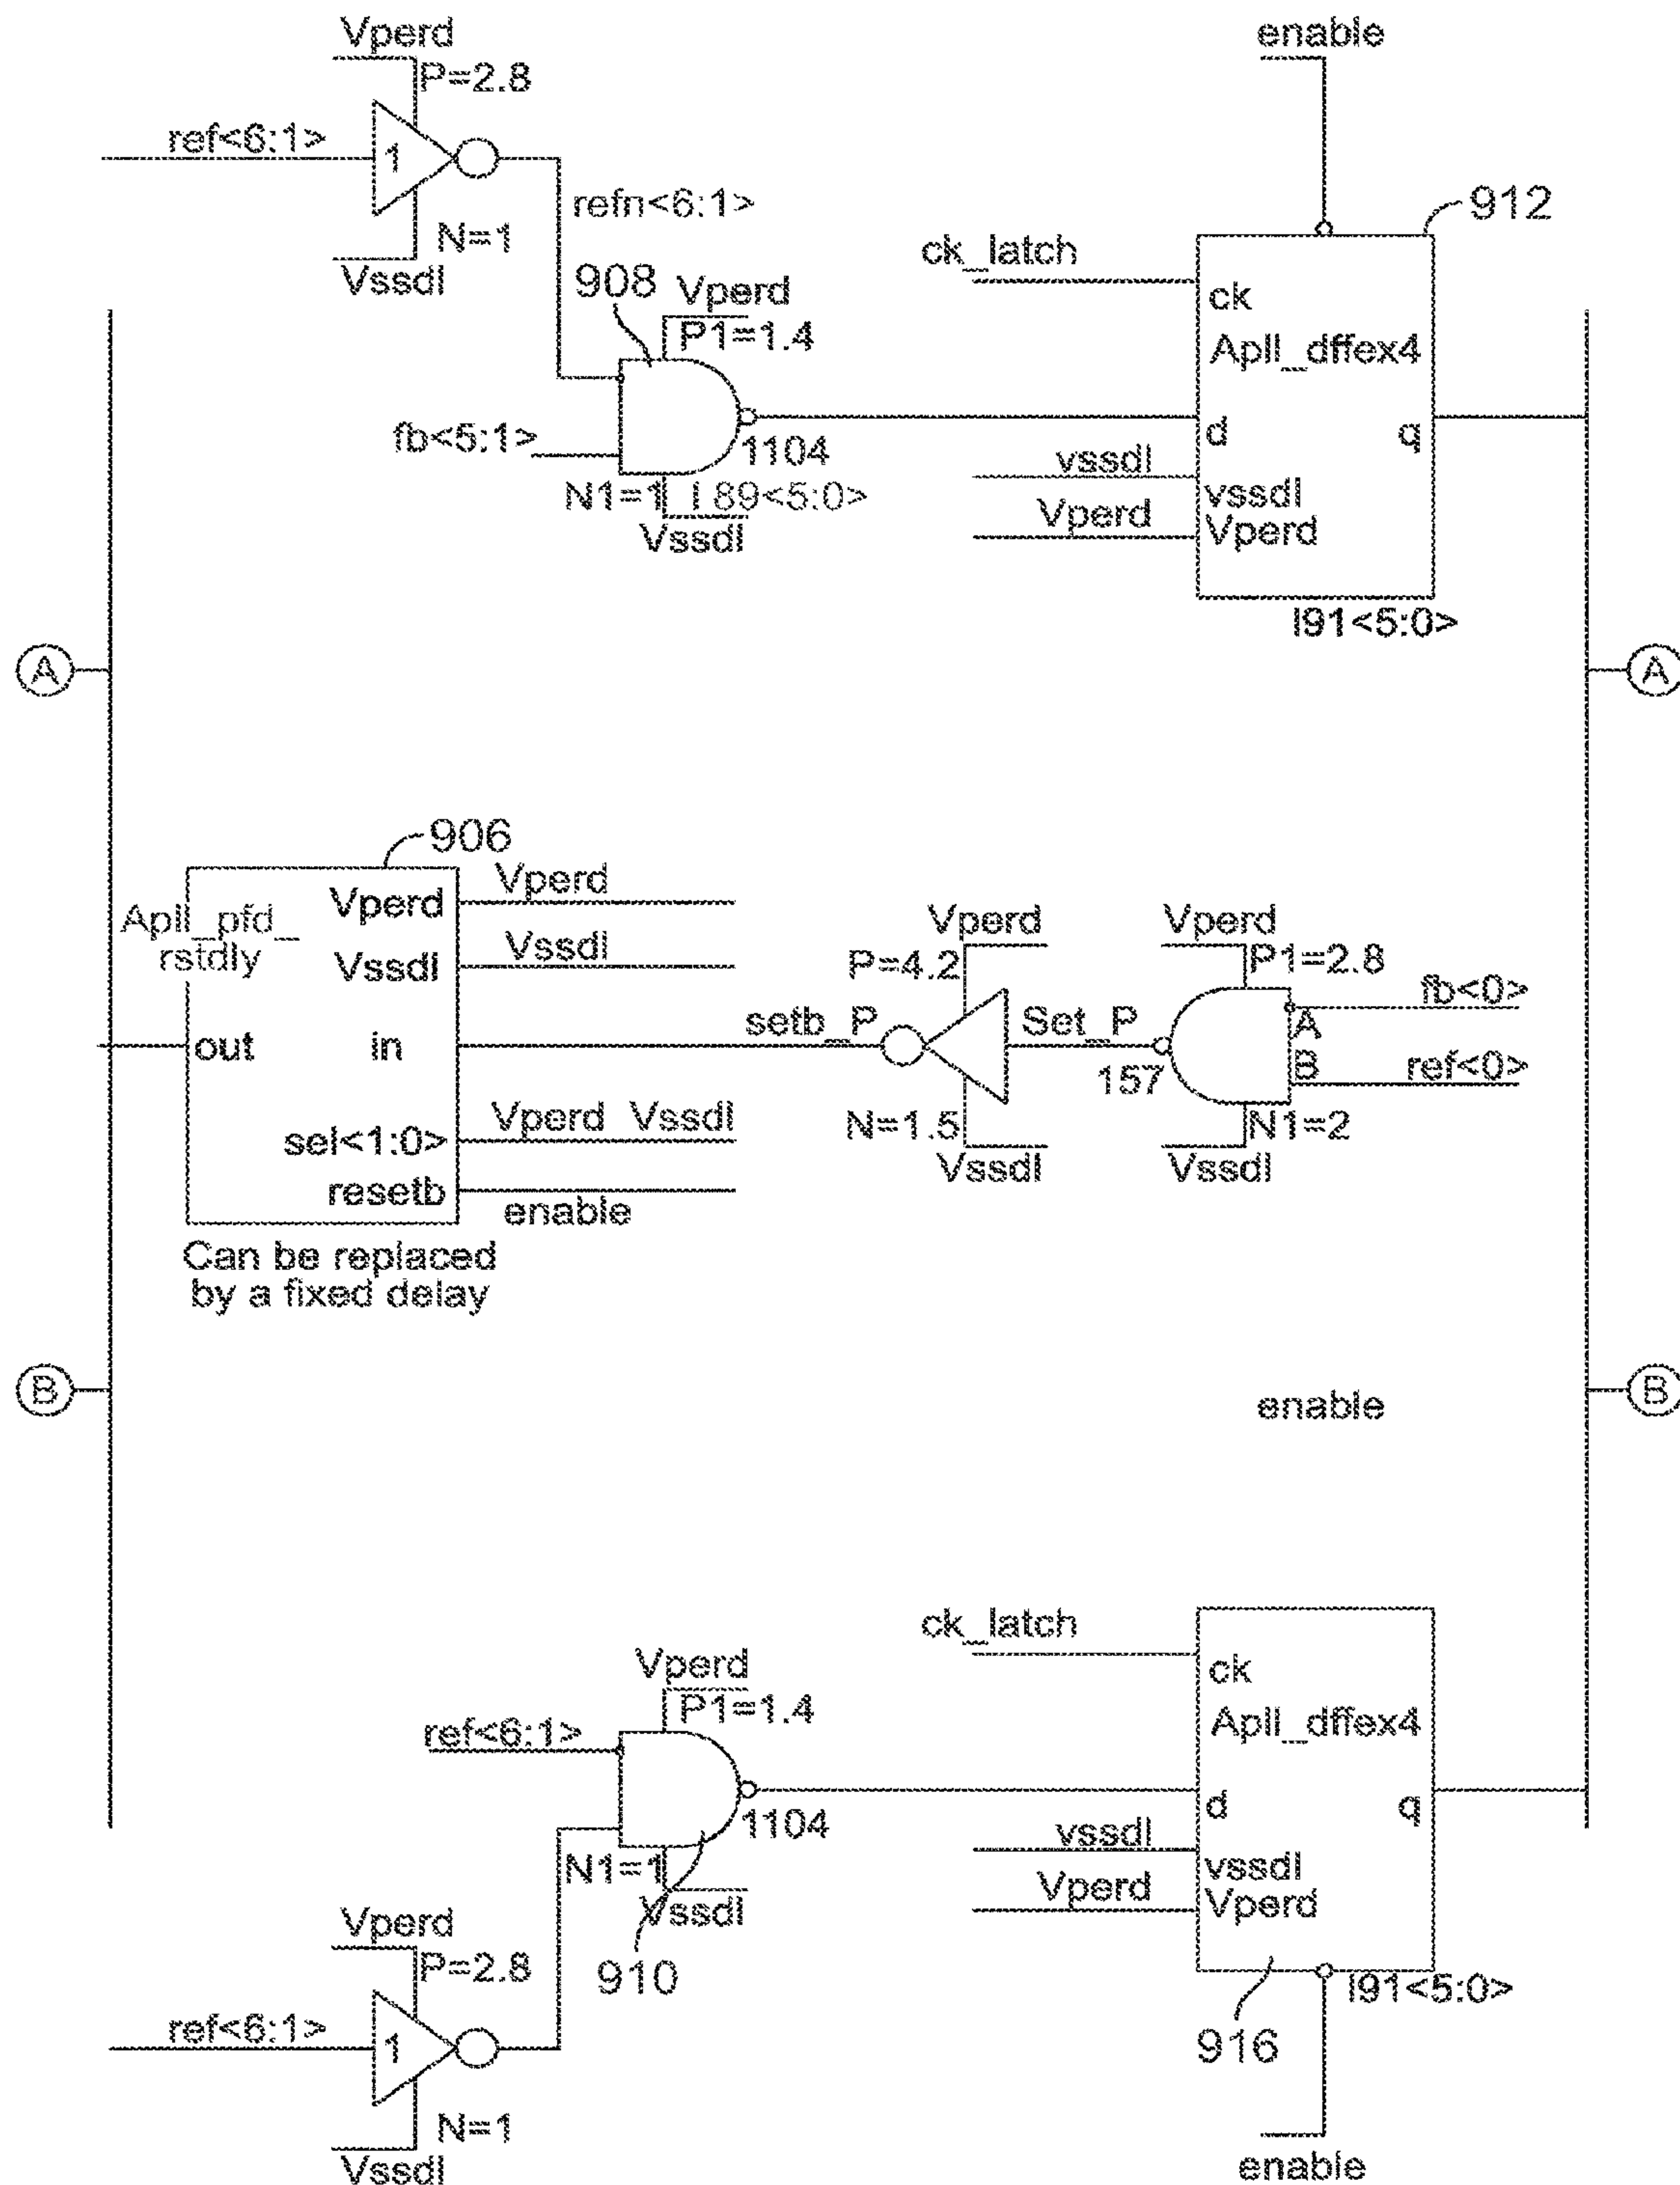 Vperd
enable
P=2.8
ref<6:1>
1
refn<6:1>
912
N=1
ck_latch
Vssdl
908
Vperd
ck
P1=1.4
Apll_dffex4
fb<5:1>
1104
d
q
vssdl
N1=1
I 89<5:0>
vssdl
Vperd
Vperd
Vssdl
I91<5:0>
A
A
906
Vperd
Vperd
Apll_pfd_
rstdly
Vssdl
Vssdl
Vperd
Vperd
P=4.2
P1=2.8
fb<0>
setb_P
Set_P
A
out
in
157
B
ref<0>
Vperd
Vssdl
N=1.5
N1=2
sel<1:0>
Vssdl
Vssdl
resetb
enable
Can be replaced
by a fixed delay
B
enable
B
ck_latch
Vperd
ck
P1=1.4
ref<6:1>
Apll_dffex4
1104
d
q
vssdl
N1=1
vssdl
Vperd
Vperd
Vssdl
Vperd
P=2.8
910
I91<5:0>
ref<6:1>
1
916
N=1
Vssdl
enable